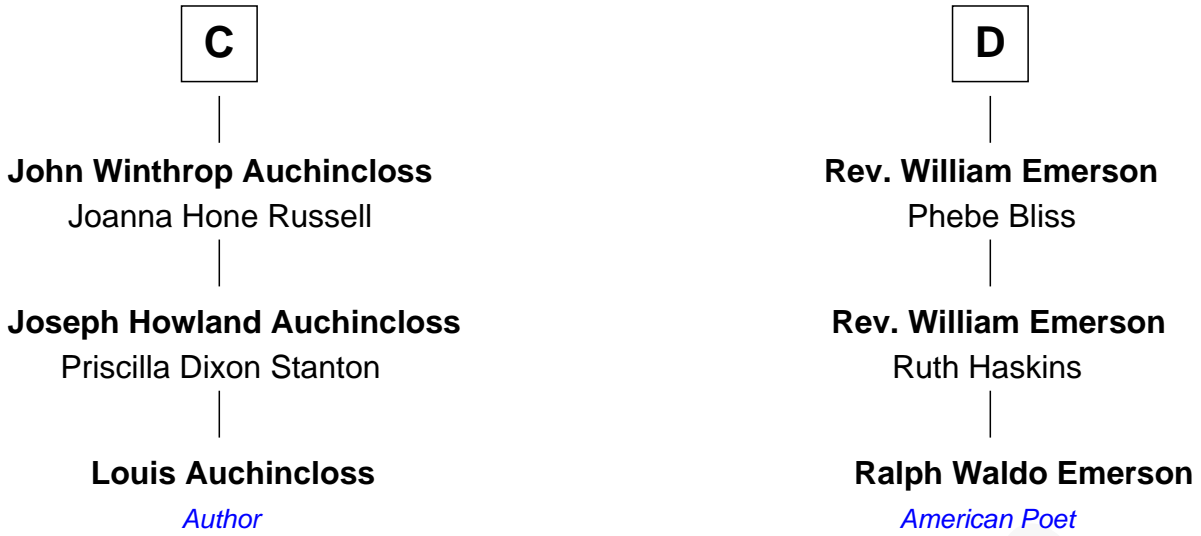 C
John Winthrop Auchincloss
Joanna Hone Russell
Joseph Howland Auchincloss
Priscilla Dixon Stanton
Louis Auchincloss
Author
D
Rev. William Emerson
Phebe Bliss
Rev. William Emerson
Ruth Haskins
Ralph Waldo Emerson
American Poet